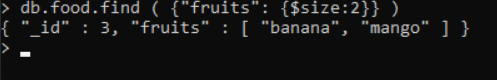 > db.food.find ( {"fruits": {$size:2}} )
{ "_id" : 3, "fruits" : [ "banana", "mango" ] }
>